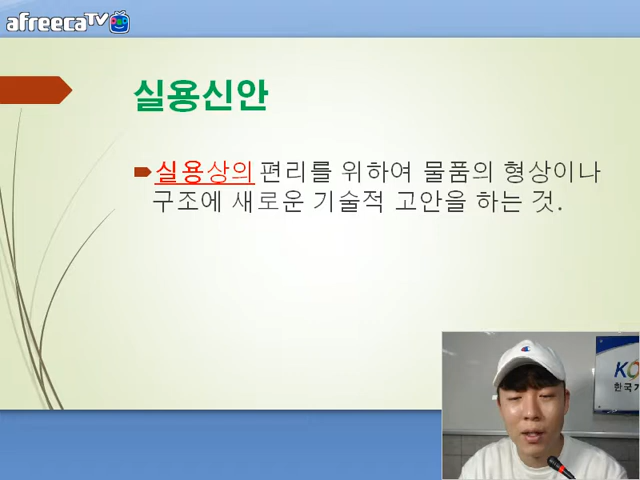 afreecaTV
실용신안
실용상의 편리를 위하여 물품의 형상이나
구조에 새로운 기술적 고안을 하는 것.
KO
한국기